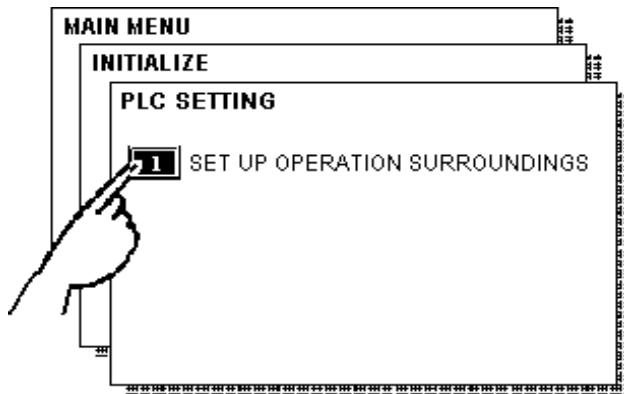 MAIN MENU
INITIALIZE
PLC SETTING
1 SET UP OPERATION SURROUNDINGS